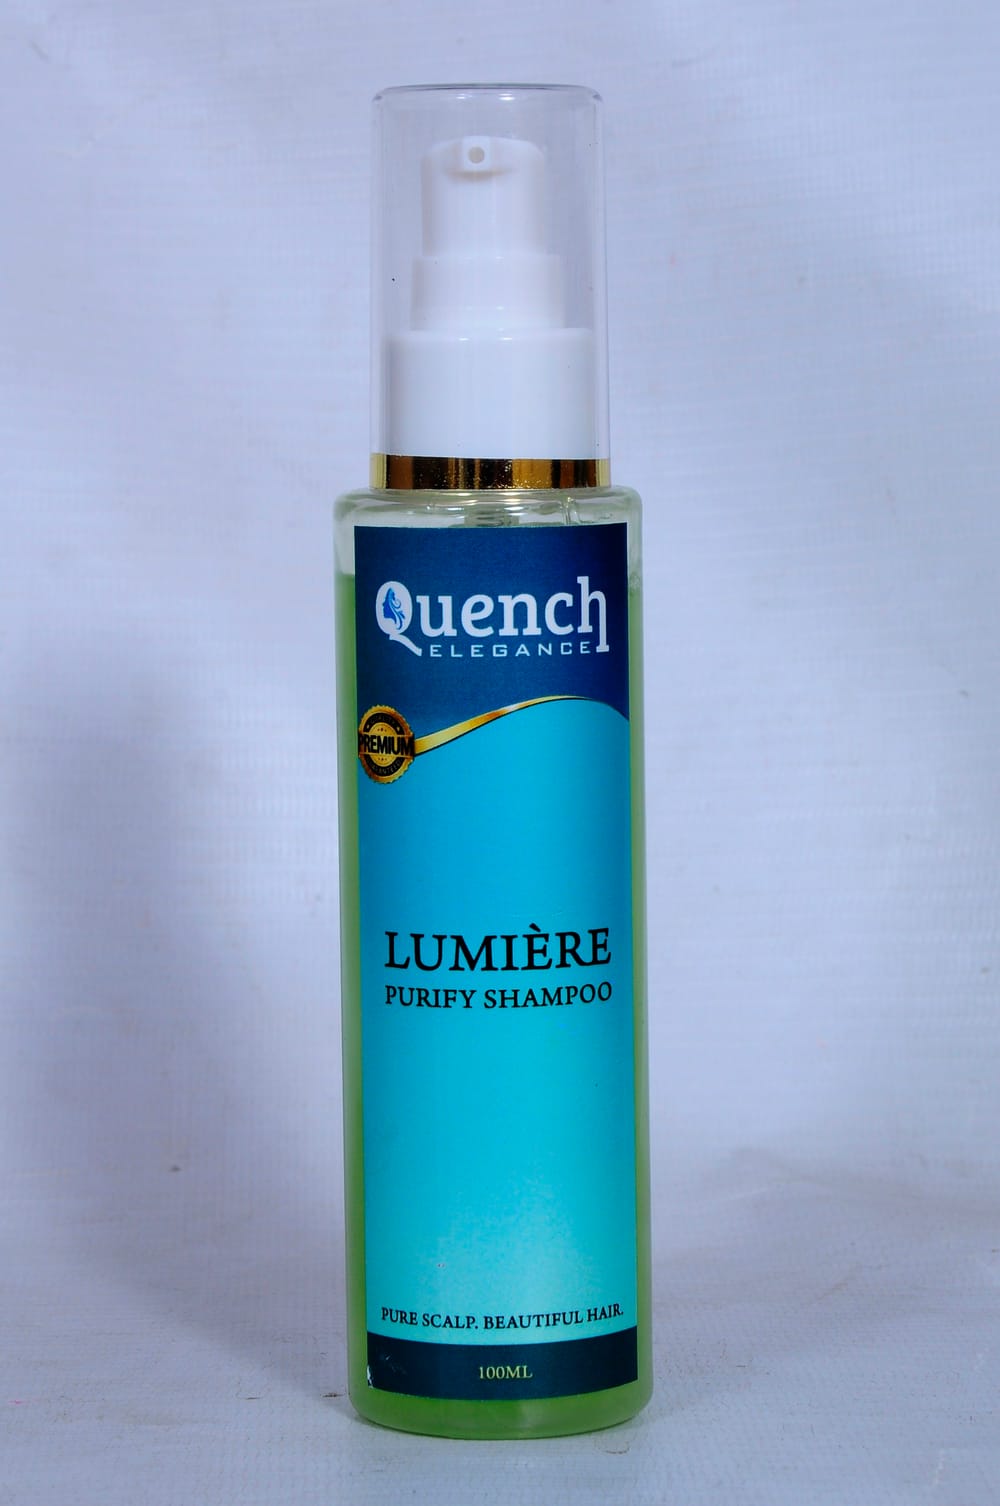 Quench
ELEGANCE
PREMIUM
LUMIÈRE
PURIFY SHAMPOO
PURE SCALP. BEAUTIFUL HAIR.
100ML